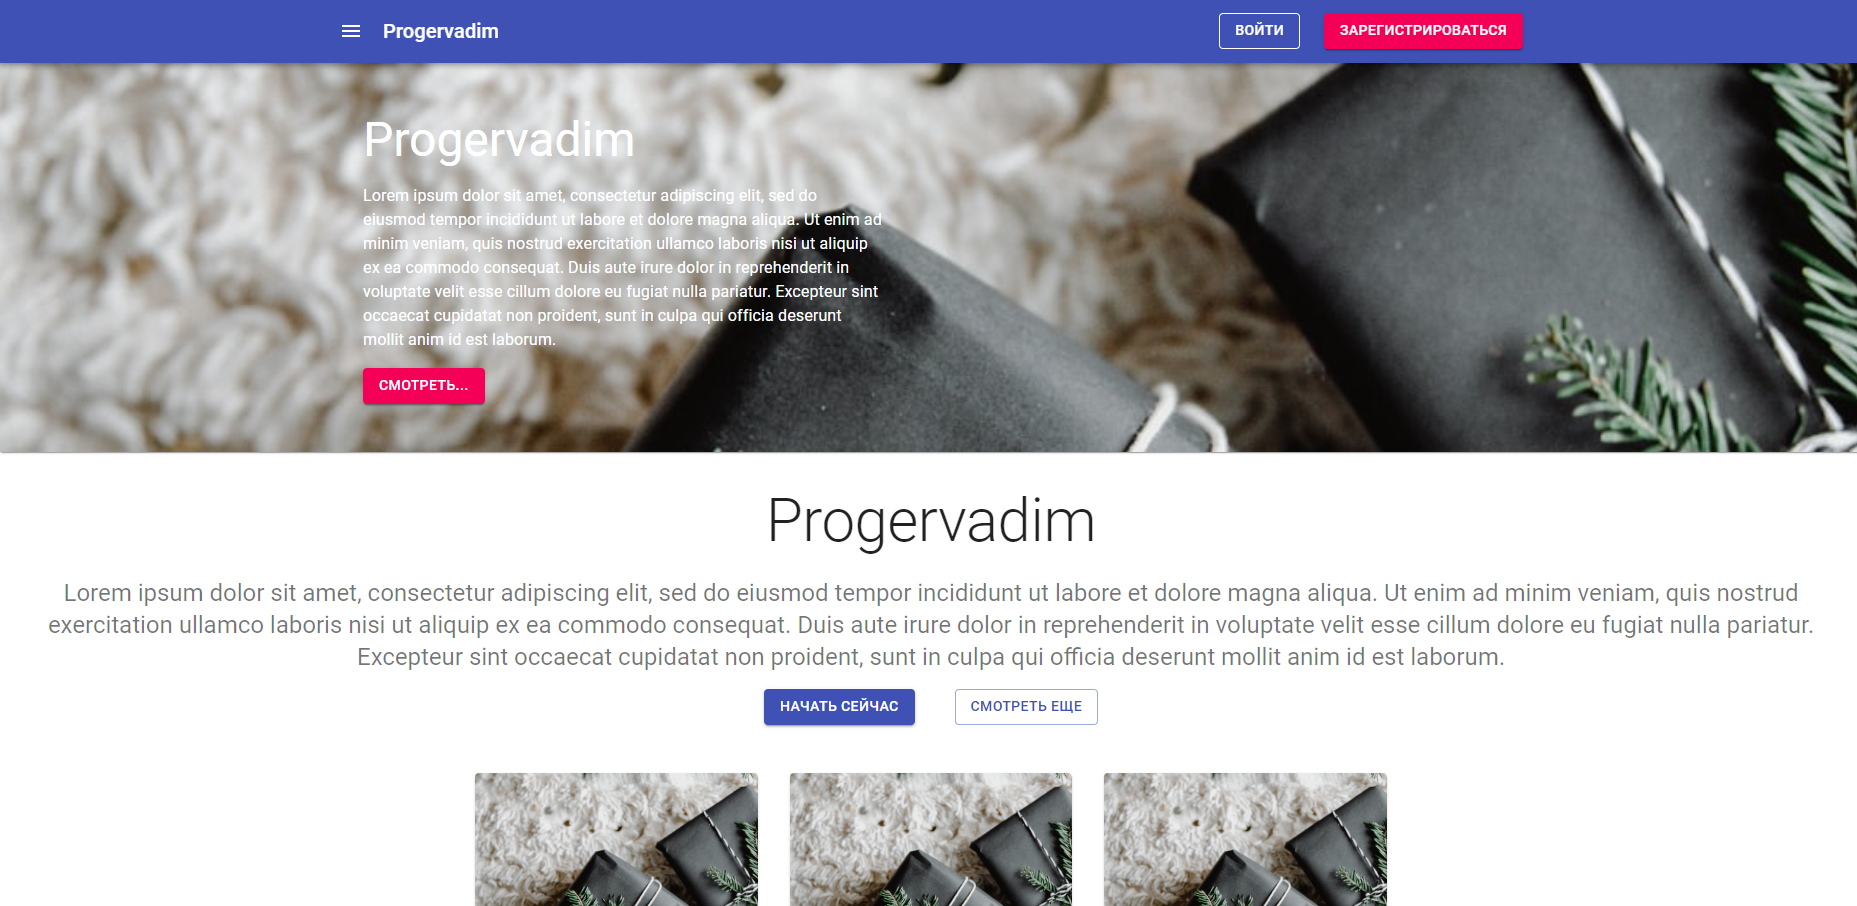 Progervadim
ВОЙТИ
ЗАРЕГИСТРИРОВАТЬСЯ
Progervadim
Lorem ipsum dolor sit amet, consectetur adipiscing elit, sed do
eiusmod tempor incididunt ut labore et dolore magna aliqua. Ut enim ad
minim veniam, quis nostrud exercitation ullamco laboris nisi ut aliquip
ex ea commodo consequat. Duis aute irure dolor in reprehenderit in
voluptate velit esse cillum dolore eu fugiat nulla pariatur. Excepteur sint
occaecat cupidatat non proident, sunt in culpa qui officia deserunt
mollit anim id est laborum.
СМОТРЕТЬ...
Progervadim
Lorem ipsum dolor sit amet, consectetur adipiscing elit, sed do eiusmod tempor incididunt ut labore et dolore magna aliqua. Ut enim ad minim veniam, quis nostrud
exercitation ullamco laboris nisi ut aliquip ex ea commodo consequat. Duis aute irure dolor in reprehenderit in voluptate velit esse cillum dolore eu fugiat nulla pariatur.
Excepteur sint occaecat cupidatat non proident, sunt in culpa qui officia deserunt mollit anim id est laborum.
НАЧАТЬ СЕЙЧАС
СМОТРЕТЬ ЕЩЕ